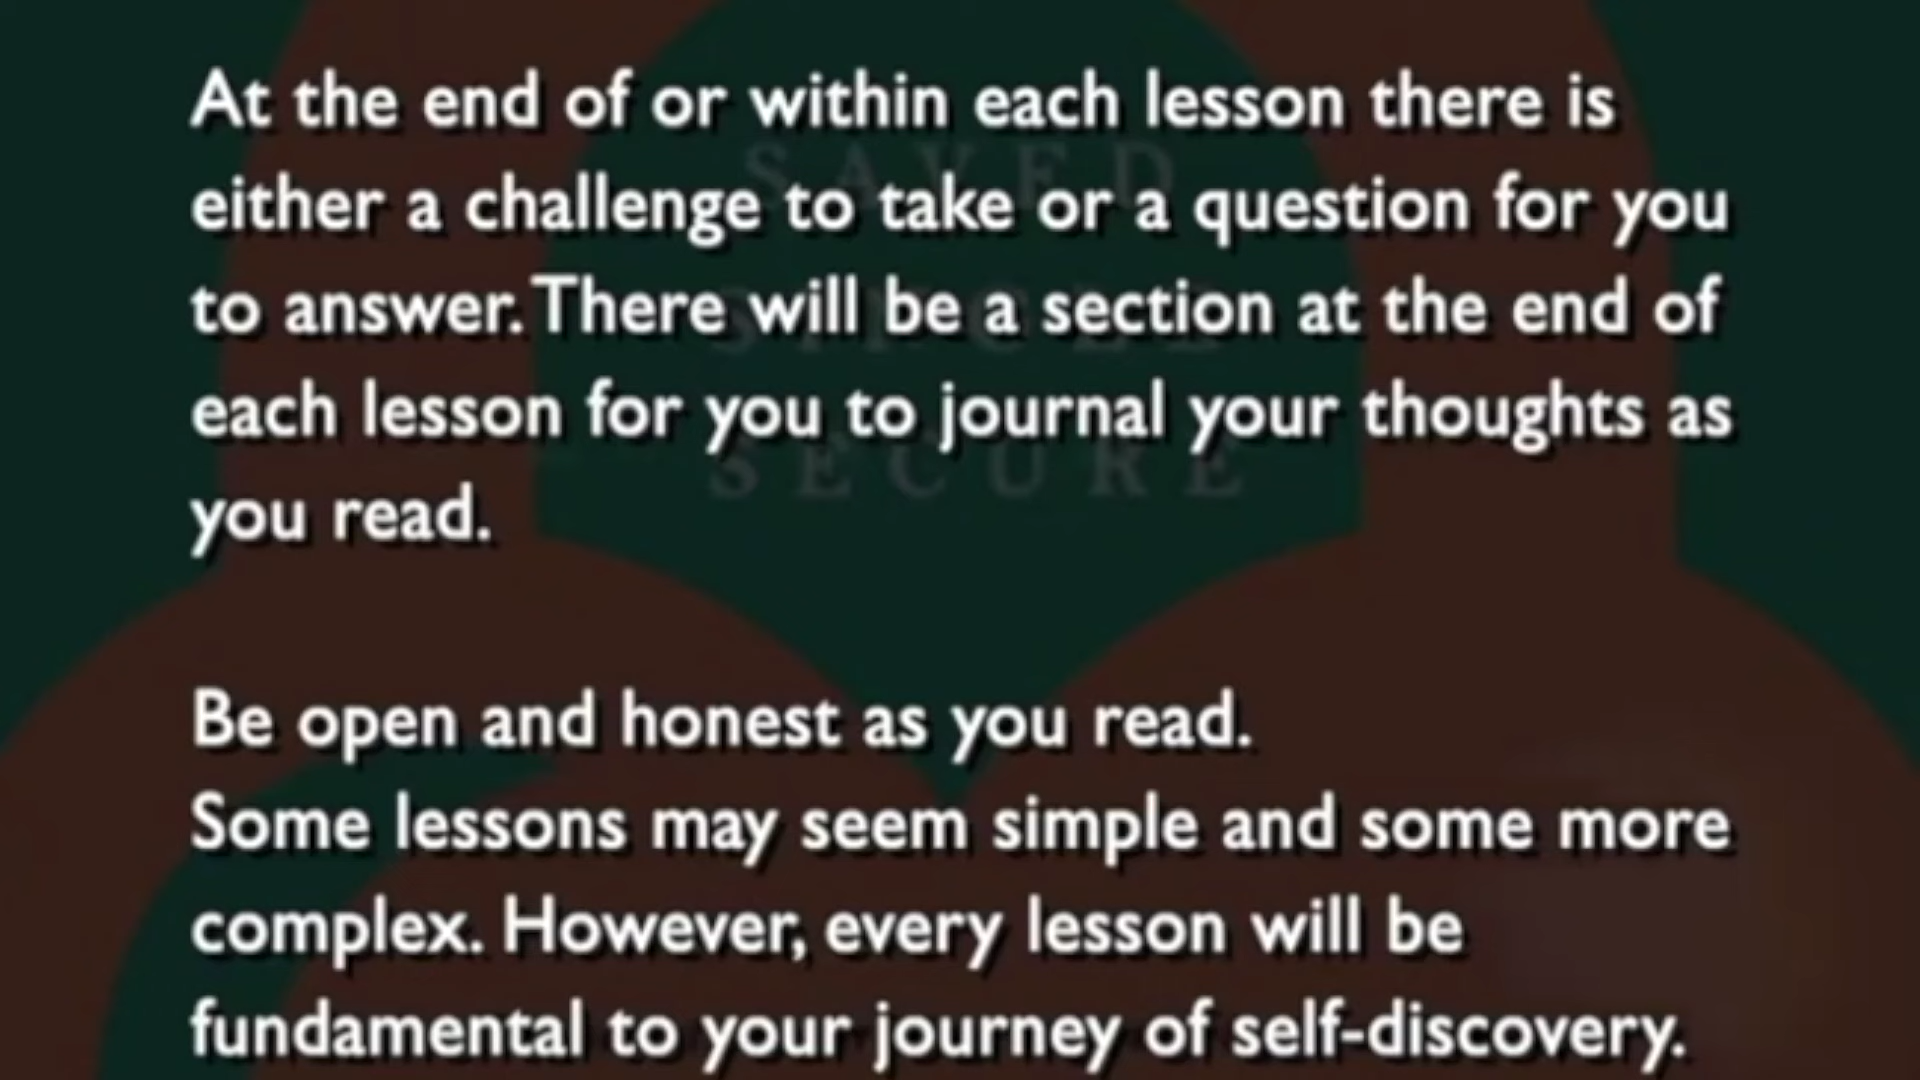 At the end of or within each lesson there is
SAVED
either a challenge to take or a question for you
to answer. There will be a section at the end of
SINGLE
each lesson for you to journal your thoughts as
SECURE
you read.
Be open and honest as you read.
Some lessons may seem simple and some more
complex. However, every lesson will be
fundamental to your journey of self-discovery.